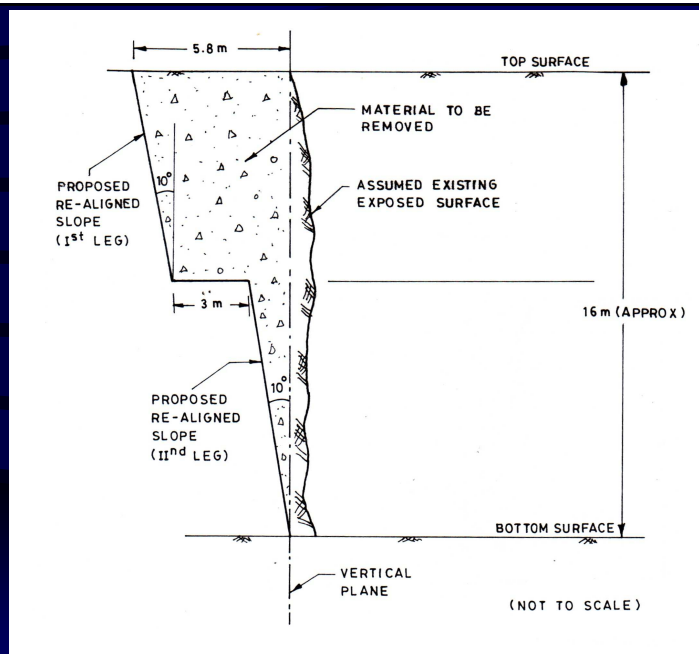 5.8 m
TOP SURFACE
MATERIAL TO BE
REMOVED
10°
PROPOSED
RE-ALIGNED
SLOPE
(Iˢᵗ LEG)
ASSUMED EXISTING
EXPOSED SURFACE
3 m
16 m (APPROX)
10°
PROPOSED
RE-ALIGNED
SLOPE
(IIⁿᵈ LEG)
BOTTOM SURFACE
VERTICAL
PLANE
(NOT TO SCALE)